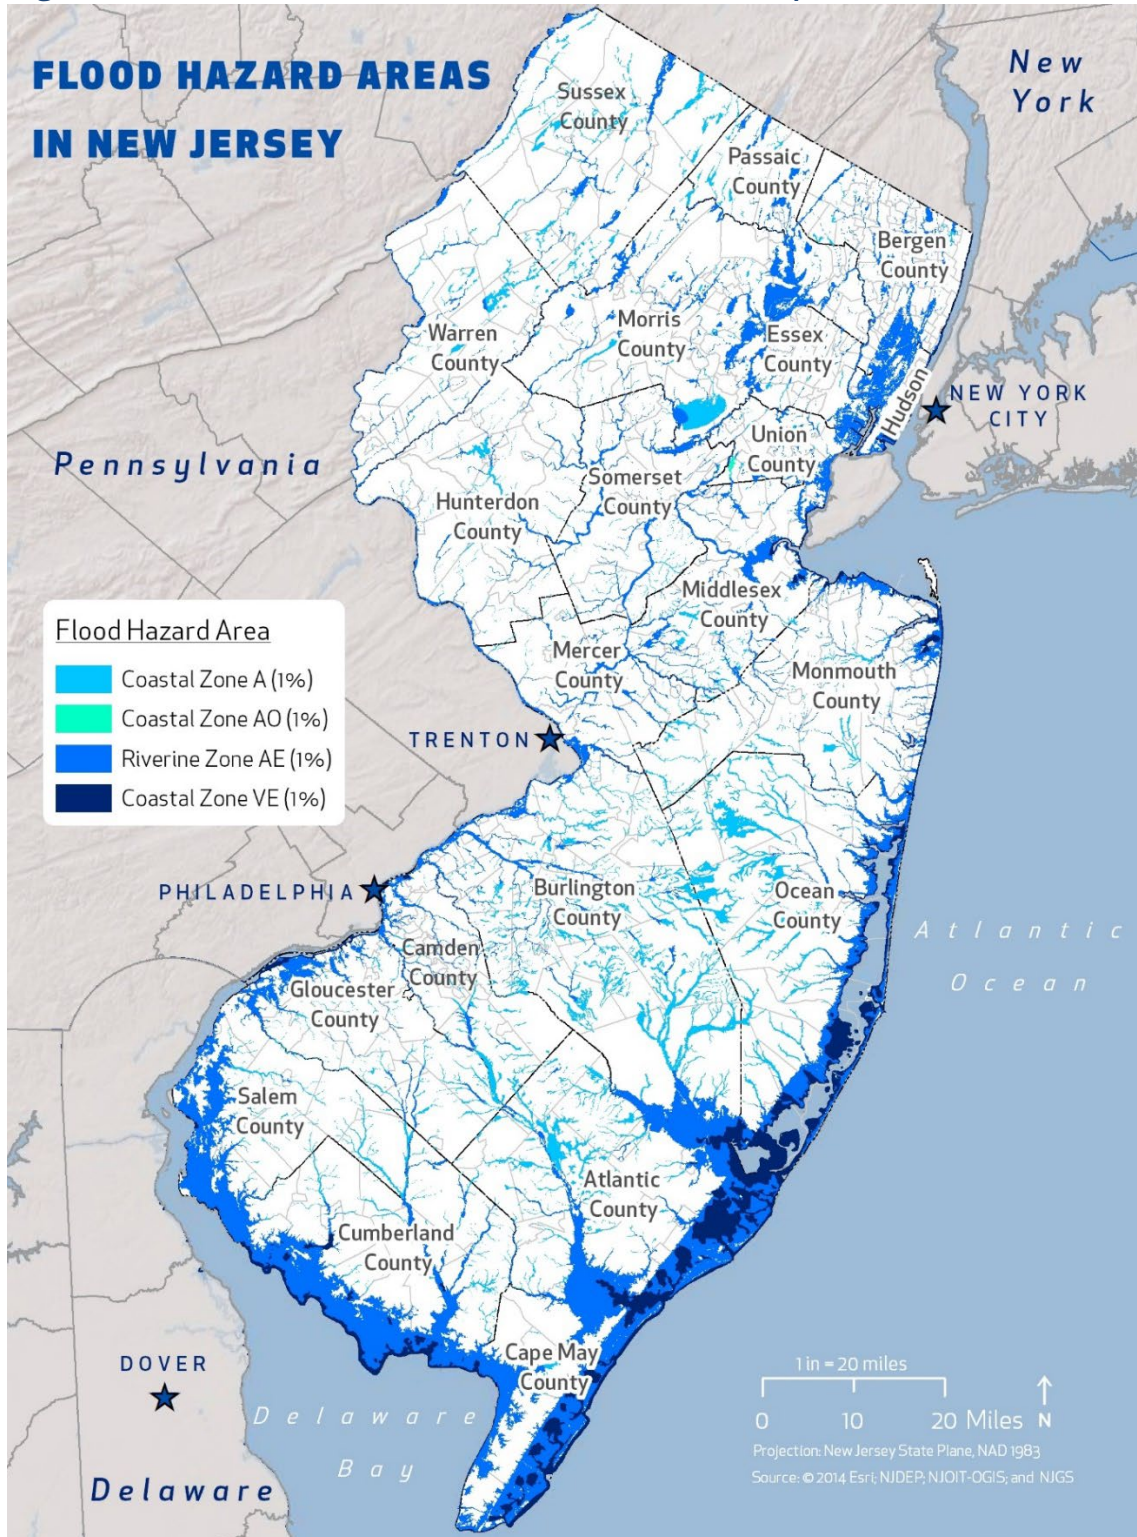 FLOOD HAZARD AREAS
IN NEW JERSEY
New
York
Sussex
County
Passaic
County
Bergen
County
Warren
County
Morris
County
Essex
County
Hudson
NEW YORK
CITY
Pennsylvania
Union
County
Somerset
County
Hunterdon
County
Middlesex
County
Mercer
County
Monmouth
County
Flood Hazard Area
Coastal Zone A (1%)
Coastal Zone AO (1%)
Riverine Zone AE (1%)
Coastal Zone VE (1%)
TRENTON
PHILADELPHIA
Burlington
County
Ocean
County
Atlantic
Ocean
Camden
County
Gloucester
County
Salem
County
Atlantic
County
Cumberland
County
Cape May
County
DOVER
Delaware
Bay
Delaware
1 in = 20 miles
0 10 20 Miles N
Projection: New Jersey State Plane, NAD 1983
Source: © 2014 Esri; NJDEP; NJOIT-OGIS; and NJGS